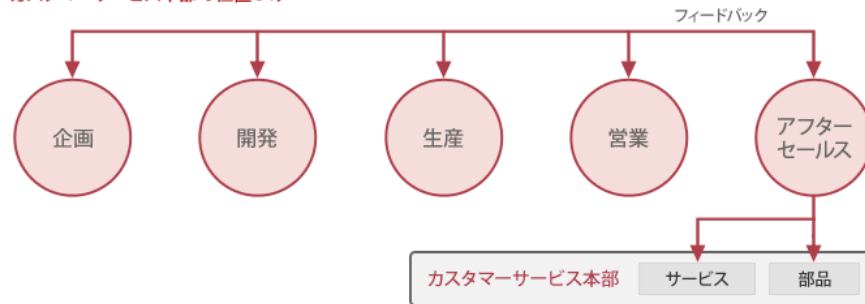 フィードバック
企画
開発
生産
営業
アフター
セールス
カスタマーサービス本部
サービス
部品